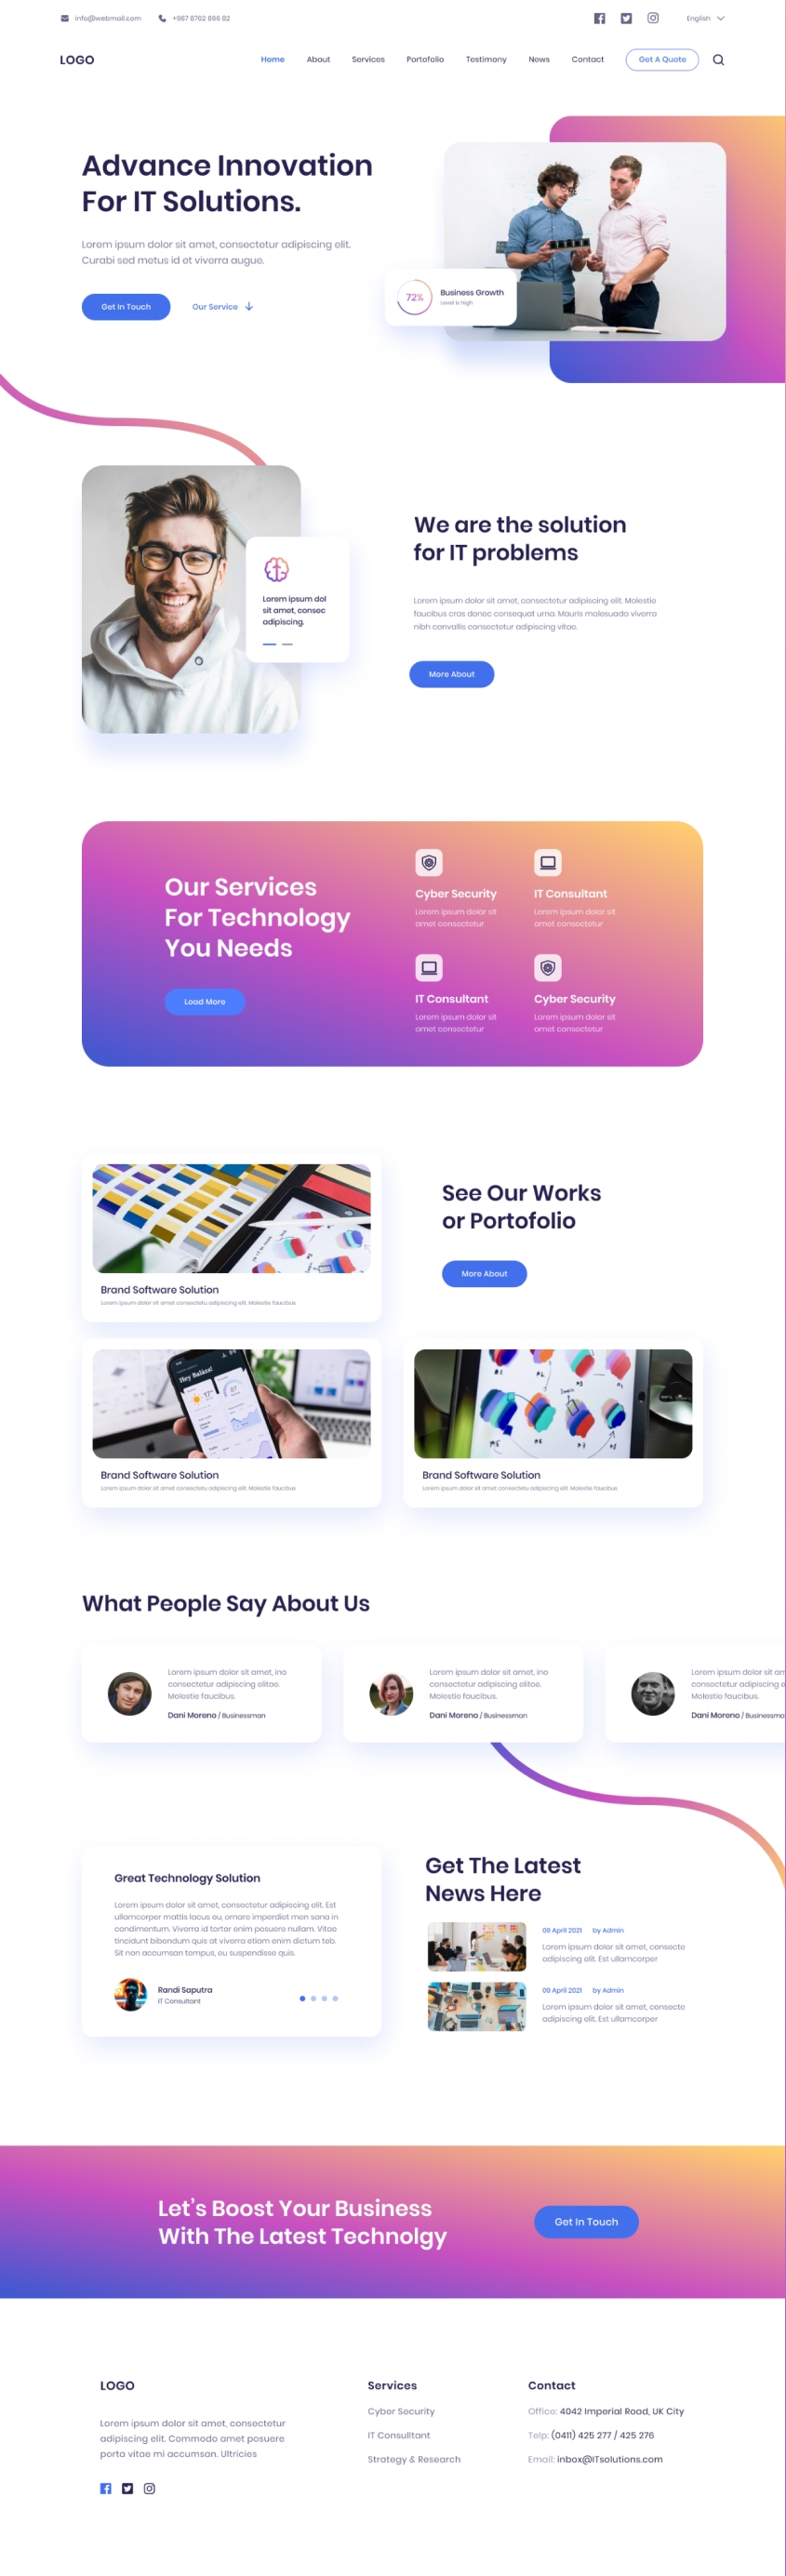 info@webmail.com
+987 8762 866 82
English
LOGO
Home
About
Services
Portofolio
Testimony
News
Contact
Get A Quote
Advance Innovation
For IT Solutions.
Lorem ipsum dolor sit amet, consectetur adipiscing elit.
Curabi sed metus id et viverra augue.
Get In Touch
Our Service
72%
Business Growth
Level is high
We are the solution
for IT problems
Lorem ipsum dol
sit amet, consec
adipiscing.
Lorem ipsum dolor sit amet, consectetur adipiscing elit. Molestie
faucibus cras donec consequat urna. Mauris malesuada viverra
nibh convallis consectetur adipiscing vitae.
More About
Our Services
For Technology
You Needs
Load More
Cyber Security
Lorem ipsum dolor sit
amet consectetur
IT Consultant
Lorem ipsum dolor sit
amet consectetur
IT Consultant
Lorem ipsum dolor sit
amet consectetur
Cyber Security
Lorem ipsum dolor sit
amet consectetur
See Our Works
or Portofolio
More About
Brand Software Solution
Lorem ipsum dolor sit amet consectetu adipiscing elit. Molestie faucibus
Hey Balázs!
17°
Brand Software Solution
Lorem ipsum dolor sit amet consectetu adipiscing elit. Molestie faucibus
Brand Software Solution
Lorem ipsum dolor sit amet consectetu adipiscing elit. Molestie faucibus
What People Say About Us
Lorem ipsum dolor sit amet, ino
consectetur adipiscing elitoe.
Molestie faucibus.
Dani Moreno / Businessman
Lorem ipsum dolor sit amet, ino
consectetur adipiscing elitoe.
Molestie faucibus.
Dani Moreno / Businessman
Lorem ipsum dolor sit am
consectetur adipiscing e
Molestie faucibus.
Dani Moreno / Businessma
Great Technology Solution
Lorem ipsum dolor sit amet, consectetur adipiscing elit, Est
ullamcorper mattis lacus eu, ornare imperdiet men sana in
condimentum. Viverra id tortor enim posuere nullam. Vitae
tincidunt bibendum quis at viverra etiam enim dictum teb.
Sit non accumsan tempus, eu suspendisse quis.
Randi Saputra
IT Consultant
Get The Latest
News Here
09 April 2021
by Admin
Lorem ipsum dolor sit amet, consecte
adipiscing elit. Est ullamcorper
09 April 2021
by Admin
Lorem ipsum dolor sit amet, consecte
adipiscing elit. Est ullamcorper
Let's Boost Your Business
With The Latest Technolgy
Get In Touch
LOGO
Lorem ipsum dolor sit amet, consectetur
adipiscing elit. Commodo amet posuere
porta vitae mi accumsan. Ultricies
Services
Cyber Security
IT Consulltant
Strategy & Research
Contact
Office: 4042 Imperial Road, UK City
Telp: (0411) 425 277 / 425 276
Email: inbox@ITsolutions.com